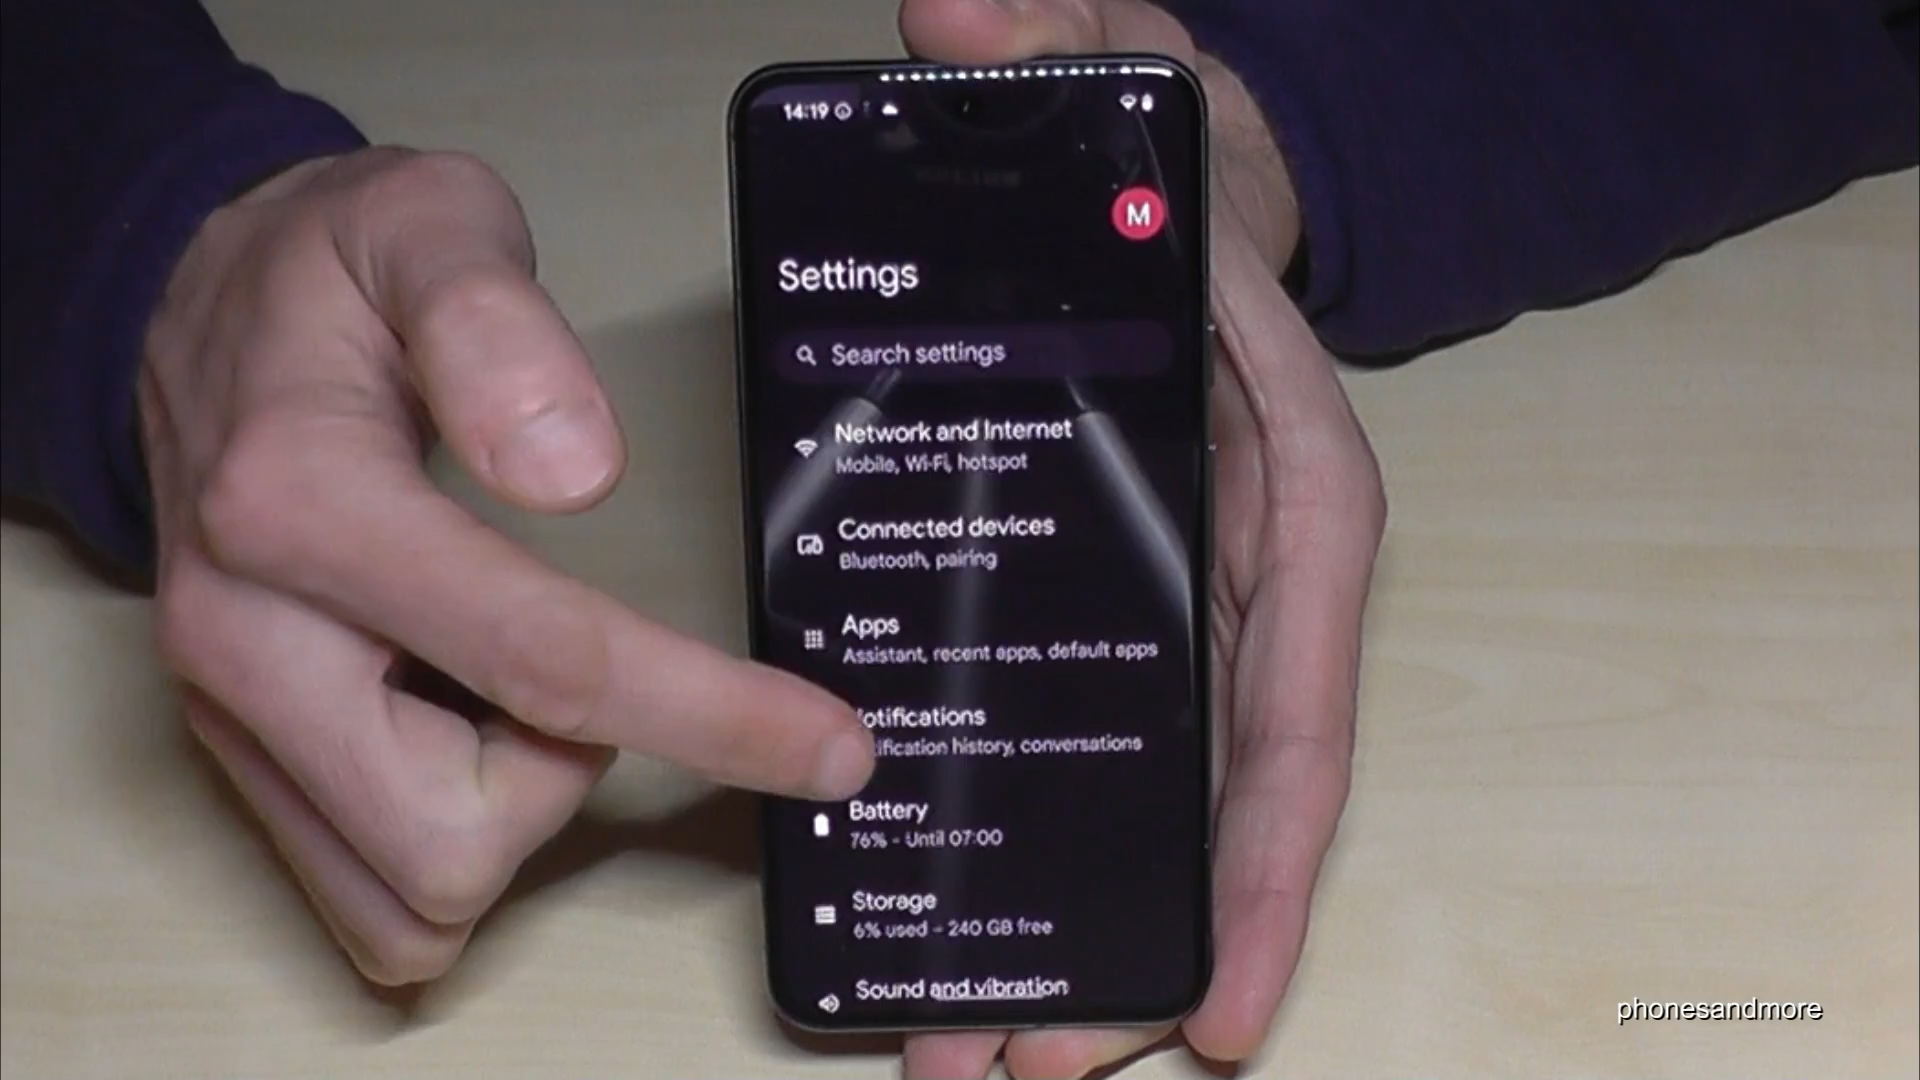 14:19
M
Settings
Search settings
Network and Internet
Mobile, Wi-Fi, hotspot
Connected devices
Bluetooth, pairing
Apps
Assistant, recent apps, default apps
otifications
ification history, conversations
Battery
76% - Until 07:00
Storage
6% used - 240 GB free
Sound and vibration
phonesandmore